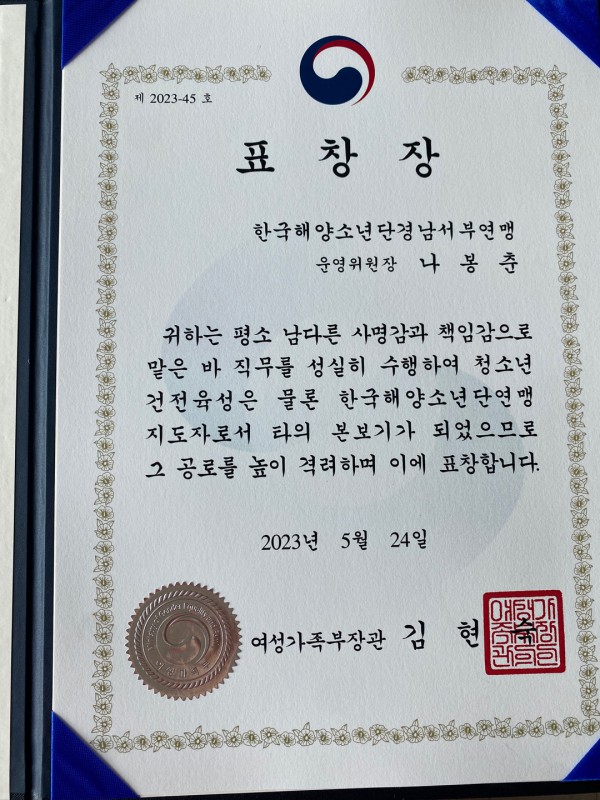 제 2023-45 호
표 창 장
한국해양소년단경남서부연맹
운영위원장 나 봉 춘
귀하는 평소 남다른 사명감과 책임감으로
맡은 바 직무를 성실히 수행하여 청소년
건전육성은 물론 한국해양소년단연맹
지도자로서 타의 본보기가 되었으므로
그 공로를 높이 격려하며 이에 표창합니다.
2023년 5월 24일
여성가족부장관 김 현 숙